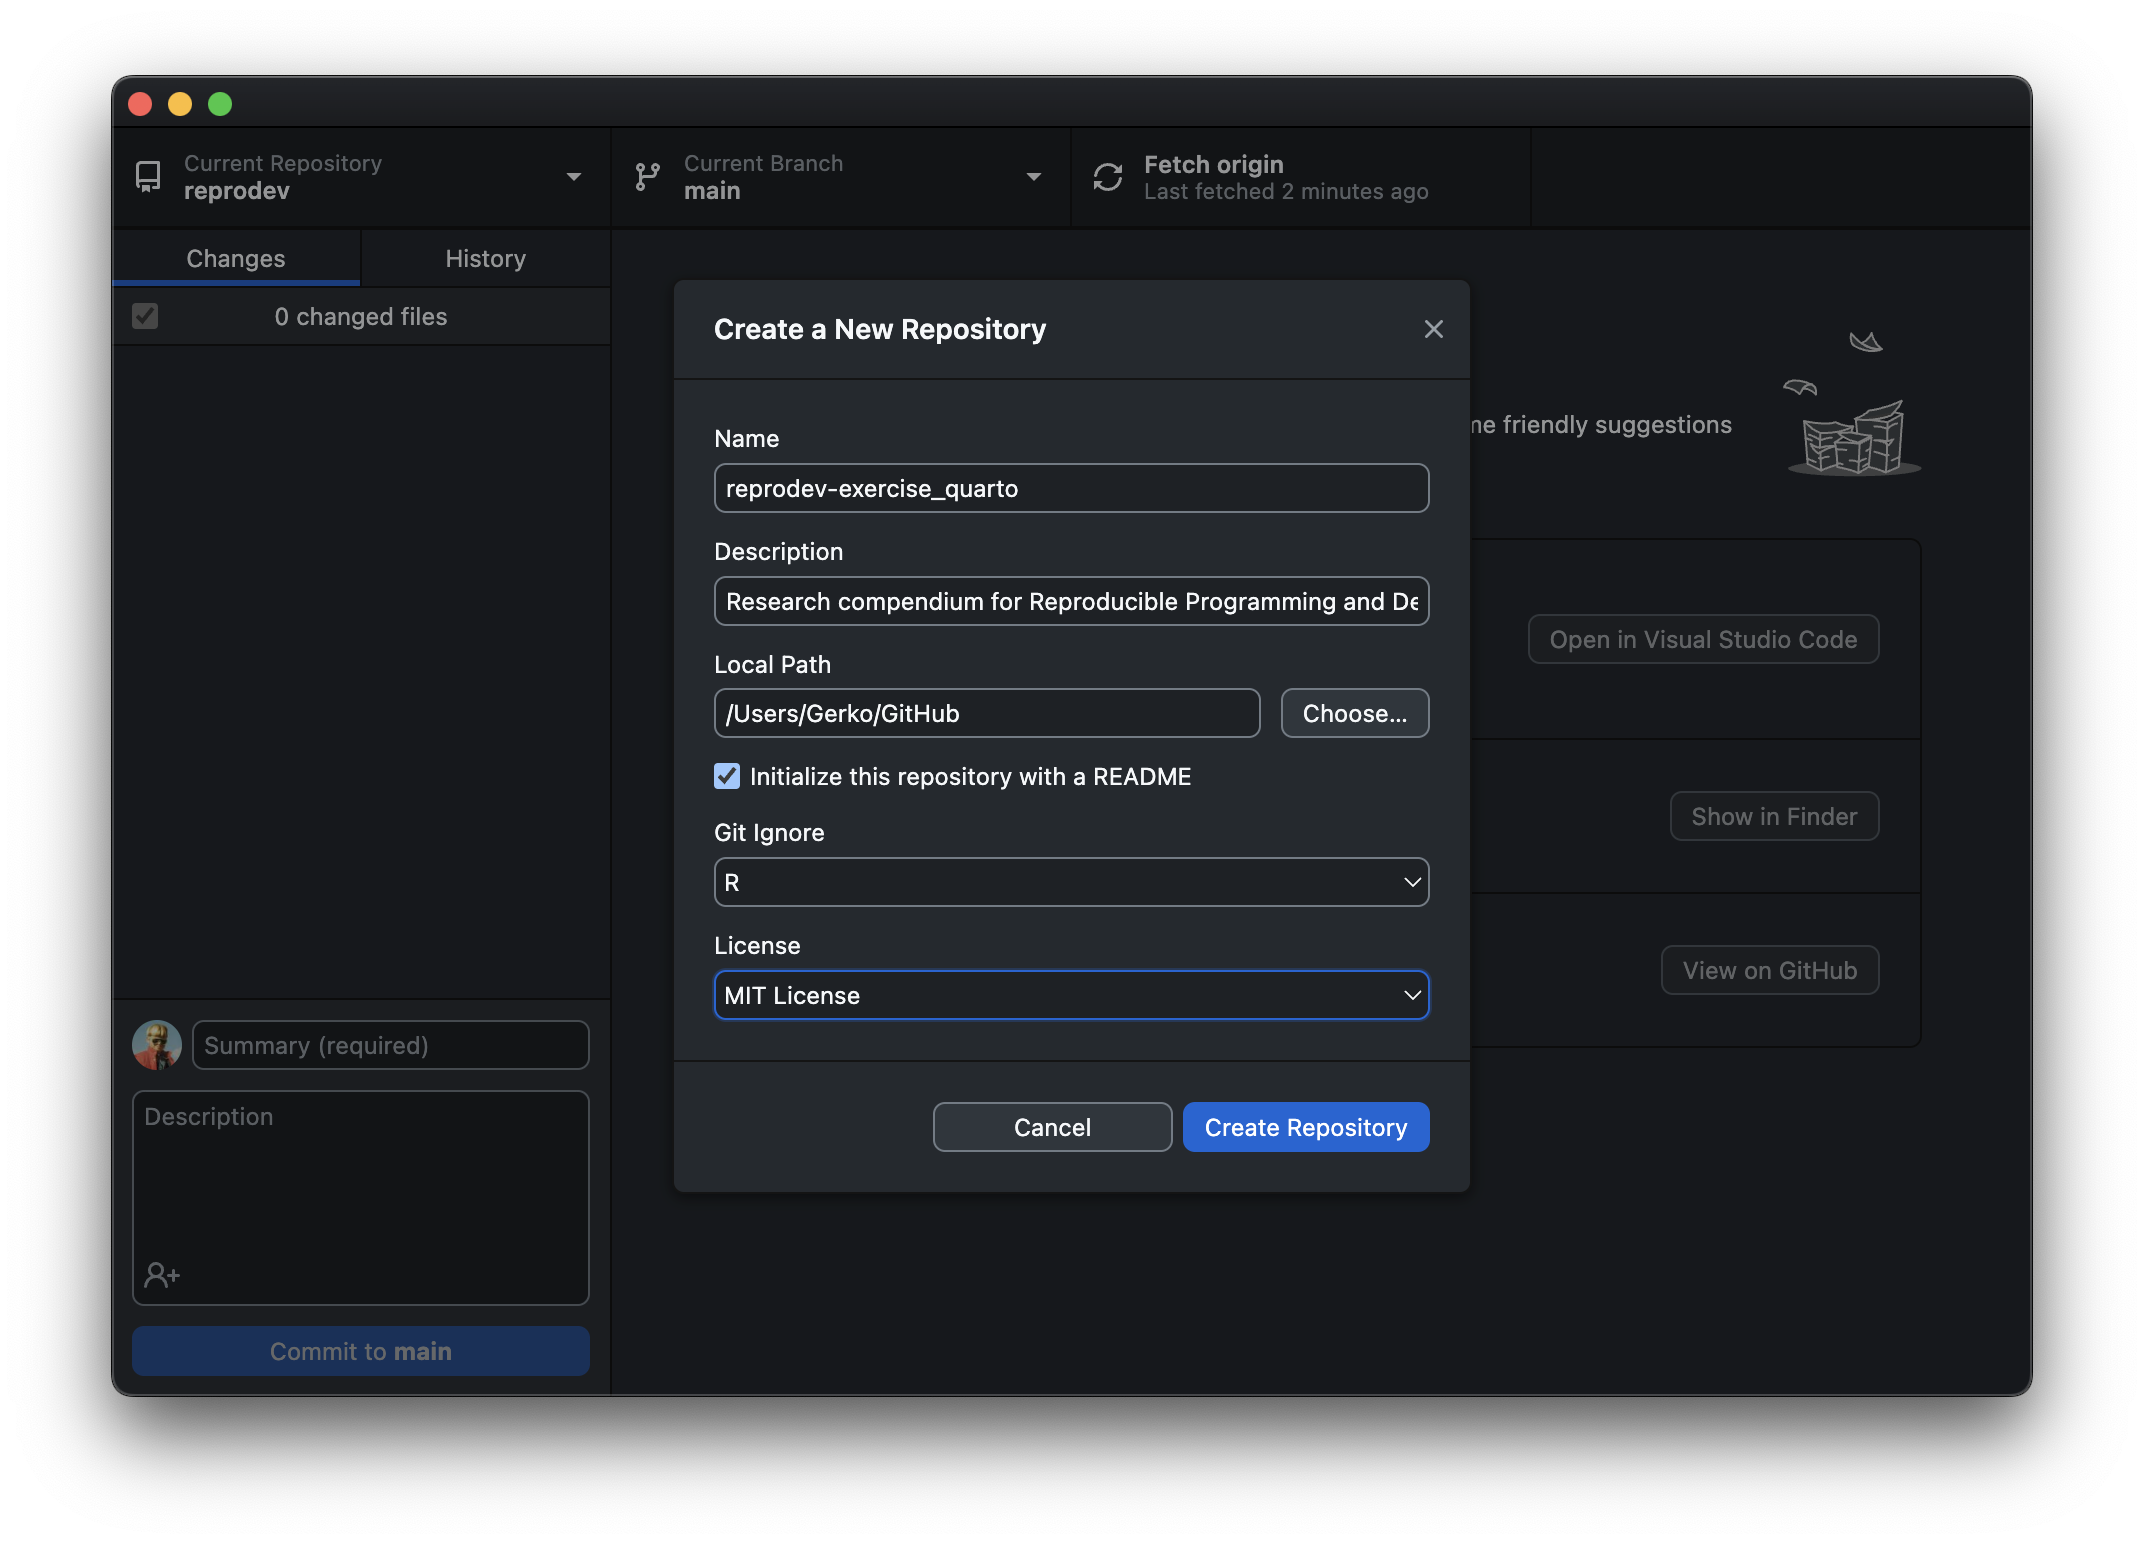 Current Repository
reprodev
Current Branch
main
Fetch origin
Last fetched 2 minutes ago
Changes
History
0 changed files
Create a New Repository
Name
reprodev-exercise_quarto
Description
Research compendium for Reproducible Programming and De
Local Path
/Users/Gerko/GitHub
Choose...
Initialize this repository with a README
Git Ignore
R
License
MIT License
Cancel
Create Repository
friendly suggestions
Open in Visual Studio Code
Show in Finder
View on GitHub
Summary (required)
Description
Commit to main